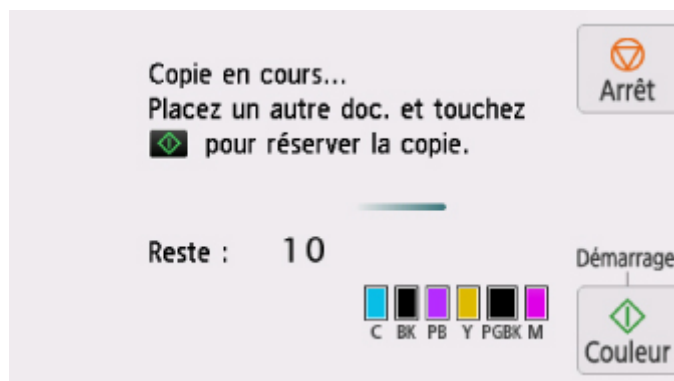 Copie en cours...
Placez un autre doc. et touchez
pour réserver la copie.
Arrêt
Reste : 10
C BK PB Y PGBK M
Démarrage
Couleur